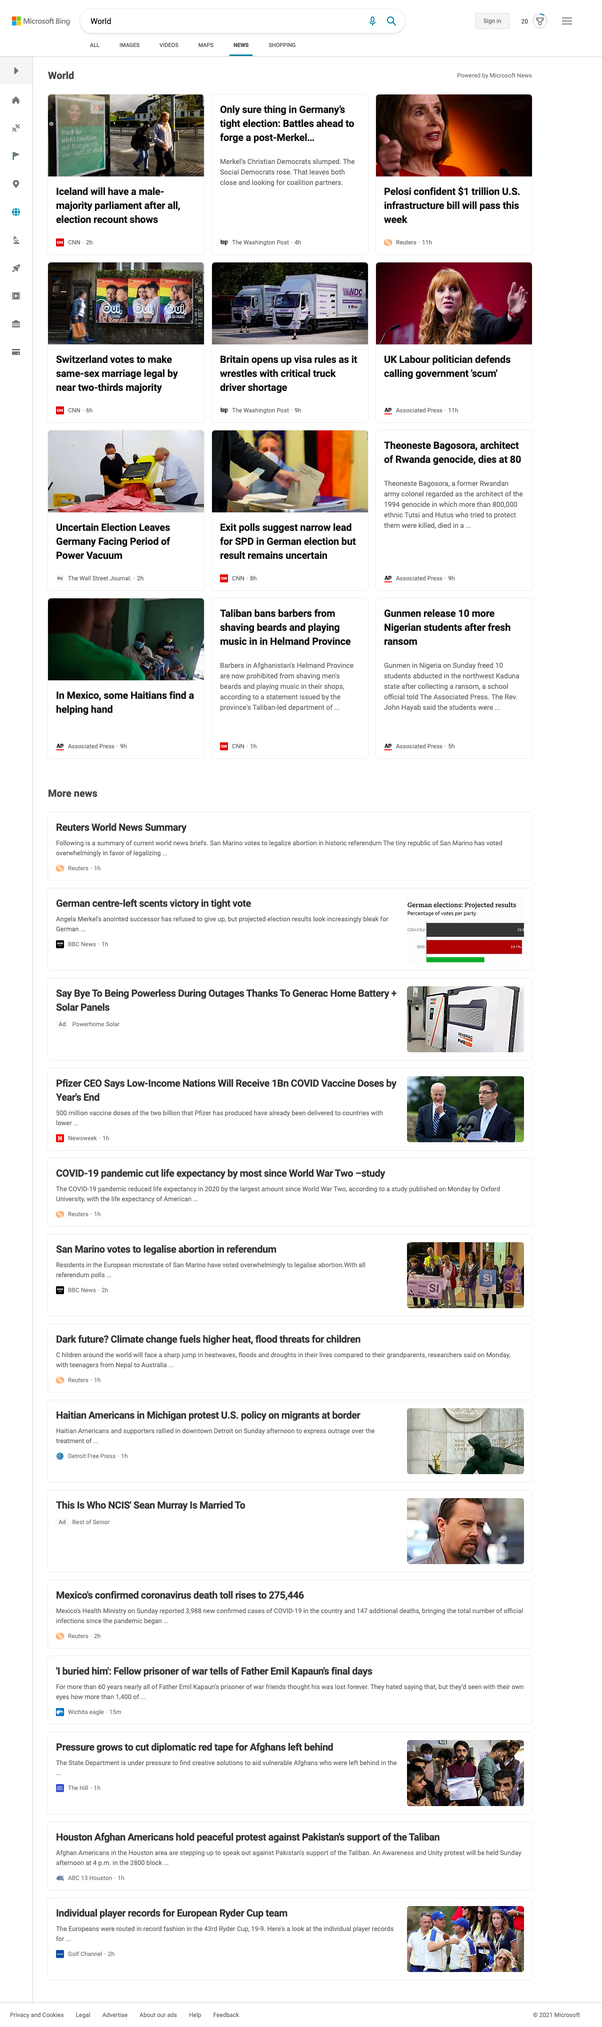 Microsoft Bing
World
Sign in
20
ALL IMAGES VIDEOS MAPS NEWS SHOPPING
World
Powered by Microsoft News
Iceland will have a male-
majority parliament after all,
election recount shows
CNN · 2h
Only sure thing in Germany's
tight election: Battles ahead to
forge a post-Merkel...
Merkel's Christian Democrats slumped. The
Social Democrats rose. That leaves both
close and looking for coalition partners.
The Washington Post · 4h
Pelosi confident $1 trillion U.S.
infrastructure bill will pass this
week
Reuters · 11h
Oui, Oui, Oui,
Switzerland votes to make
same-sex marriage legal by
near two-thirds majority
CNN · 6h
NDC
Britain opens up visa rules as it
wrestles with critical truck
driver shortage
The Washington Post · 9h
UK Labour politician defends
calling government 'scum'
AP Associated Press · 11h
Uncertain Election Leaves
Germany Facing Period of
Power Vacuum
The Wall Street Journal. · 2h
Exit polls suggest narrow lead
for SPD in German election but
result remains uncertain
CNN · 8h
Theoneste Bagosora, architect
of Rwanda genocide, dies at 80
Theoneste Bagosora, a former Rwandan
army colonel regarded as the architect of the
1994 genocide in which more than 800,000
ethnic Tutsi and Hutus who tried to protect
them were killed, died in a ...
AP Associated Press · 9h
In Mexico, some Haitians find a
helping hand
AP Associated Press · 9h
Taliban bans barbers from
shaving beards and playing
music in in Helmand Province
Barbers in Afghanistan's Helmand Province
are now prohibited from shaving men's
beards and playing music in their shops,
according to a statement issued by the
province's Taliban-led department of ...
CNN · 1h
Gunmen release 10 more
Nigerian students after fresh
ransom
Gunmen in Nigeria on Sunday freed 10
students abducted in the northwest Kaduna
state after collecting a ransom, a school
official told The Associated Press. The Rev.
John Hayab said the students were ...
AP Associated Press · 5h
More news
Reuters World News Summary
Following is a summary of current world news briefs. San Marino votes to legalize abortion in historic referendum The tiny republic of San Marino has voted
overwhelmingly in favor of legalizing ...
Reuters · 1h
German centre-left scents victory in tight vote
Angela Merkel's anointed successor has refused to give up, but projected election results look increasingly bleak for
German ...
BBC News · 1h
German elections: Projected results
Percentage of votes per party
CDU-CSU
SPD 24.1%
Say Bye To Being Powerless During Outages Thanks To Generac Home Battery +
Solar Panels
Ad Powerhome Solar
Pfizer CEO Says Low-Income Nations Will Receive 1Bn COVID Vaccine Doses by
Year's End
500 million vaccine doses of the two billion that Pfizer has produced have already been delivered to countries with
lower ...
Newsweek · 1h
COVID-19 pandemic cut life expectancy by most since World War Two –study
The COVID-19 pandemic reduced life expectancy in 2020 by the largest amount since World War Two, according to a study published on Monday by Oxford
University, with the life expectancy of American ...
Reuters · 1h
San Marino votes to legalise abortion in referendum
Residents in the European microstate of San Marino have voted overwhelmingly to legalise abortion.With all
referendum polls ...
BBC News · 2h
SI SI
Dark future? Climate change fuels higher heat, flood threats for children
C hildren around the world will face a sharp jump in heatwaves, floods and droughts in their lives compared to their grandparents, researchers said on Monday,
with teenagers from Nepal to Australia ...
Reuters · 1h
Haitian Americans in Michigan protest U.S. policy on migrants at border
Haitian Americans and supporters rallied in downtown Detroit on Sunday afternoon to express outrage over the
treatment of ...
Detroit Free Press · 1h
This Is Who NCIS' Sean Murray Is Married To
Ad Best of Senior
Mexico's confirmed coronavirus death toll rises to 275,446
Mexico's Health Ministry on Sunday reported 3,988 new confirmed cases of COVID-19 in the country and 147 additional deaths, bringing the total number of official
infections since the pandemic began ...
Reuters · 2h
'I buried him': Fellow prisoner of war tells of Father Emil Kapaun's final days
For more than 60 years nearly all of Father Emil Kapaun's prisoner of war friends thought his was lost forever. They hated saying that, but they'd seen with their own
eyes how more than 1,400 of ...
Wichita eagle · 15m
Pressure grows to cut diplomatic red tape for Afghans left behind
The State Department is under pressure to find creative solutions to aid vulnerable Afghans who were left behind in the
...
The Hill · 1h
Houston Afghan Americans hold peaceful protest against Pakistan's support of the Taliban
Afghan Americans in the Houston area are stepping up to speak out against Pakistan's support of the Taliban. An Awareness and Unity protest will be held Sunday
afternoon at 4 p.m. in the 2800 block ...
ABC 13 Houston · 1h
Individual player records for European Ryder Cup team
The Europeans were routed in record fashion in the 43rd Ryder Cup, 19-9. Here's a look at the individual player records
for ...
Golf Channel · 2h
Privacy and Cookies Legal Advertise About our ads Help Feedback
© 2021 Microsoft